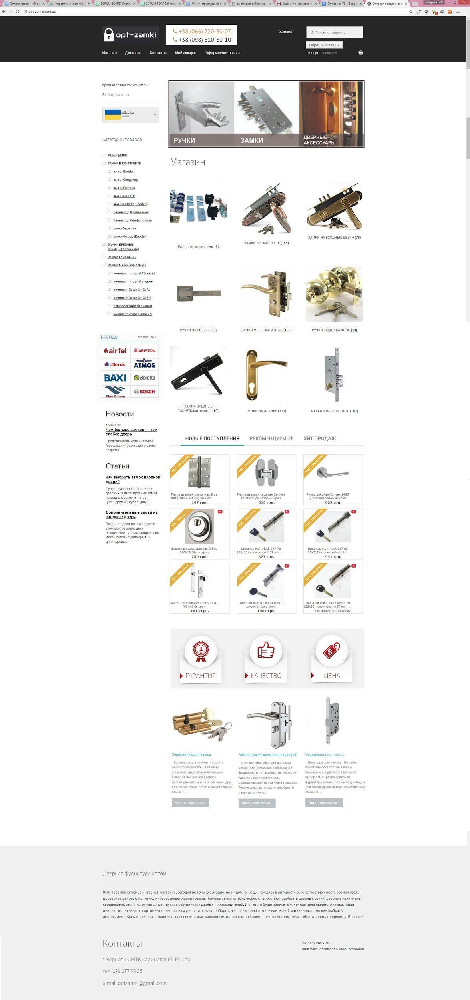 Оплата правки - Goog
Управління містом\2.
SCRUM BOARD (Fnatic
SCRUM BOARD (Fnatic
Меню (структура).doc
bugtracker.brilliant.ua
Задача по написанию
Опт замки ТЗ - Google
Оптовая продажа две
Хомутовский
opt-zamki.com.ua
opt-zamki
+38 (066) 720-30-07
+38 (098) 810-80-10
О Замках
Поиск по товарам...
Обратный звонок
Магазин
Доставка
Контакты
Мой аккаунт
Оформление заказа
0.00грн. 0 товаров
продажа товара только оптом
Выбор валюты
UAH, грн.
Категории товаров
ДОВОДЧИКИ
ЗАМКИ В КОМПЛЕКТЕ
замки Baodeli
замки Cangsong
замки Famous
замки Mondial
замки Rubezh(Baodeli)
Замки под Прибалтику
Замки под Симферополь
замки Украина
замки Фурор (Baodeli)
ЗАМКИ ВРЕЗНЫЕ
УЗКИЕ(Калиточные)
ЗАМКИ ГАРАЖНЫЕ
ЗАМКИ МЕЖКОМНАТНЫЕ
комплект Imperial 62mm AL
комплект Imperial економ
комплект Ozcanlar 62 AL
комплект Ozcanlar 62 ZN
Комплект Rubezh економ
комплект Venta 62mm ZN
БРЕНДЫ
все бренды »
airfel
ARISTON
atlantic
ATMOS
BAXI
Beretta
Blue Ocean
BOSCH
Новости
17-03-2014
Чем больше замков — тем
слабее дверь
Представитель криминальной
"профессии" рассказал о своих
секретах
Статьи
Как выбрать замок входной
двери?
Существует несколько видов
дверных замков: врезные замки,
накладные замки и типов –
цилиндровый, сувальдный,...
Дополнительные замки на
входные двери
Входные двери рекомендуется
укомплектовывать двуя
различными типами запирающих
механизмов - сувальдным и
цилиндровым.
РУЧКИ
ЗАМКИ
ДВЕРНЫЕ
АКСЕССУАРЫ
Магазин
Раздвижные системы (6)
ЗАМКИ В КОМПЛЕКТЕ (145)
ЗАМКИ НА ВХОДНЫЕ ДВЕРИ (76)
РУЧКИ НА РОЗЕТЕ (80)
ЗАМКИ МЕЖКОМНАТНЫЕ (136)
РУЧКИ ЗАЩОЛКА КНОБ (14)
ЗАМКИ ВРЕЗНЫЕ
УЗКИЕ(Калиточные) (10)
РУЧКИ НА ПЛАНКЕ (213)
МЕХАНИЗМЫ ВРЕЗНЫЕ (102)
НОВЫЕ ПОСТУПЛЕНИЯ
РЕКОМЕНДУЕМЫЕ
ХИТ ПРОДАЖ
ТОП ПРОДАЖ
Петля дверная карточная Siba
4BB (100x75x3 мм) SN матов ...
197 грн.
ТОП ПРОДАЖ
Петля дверная скрытая Cemom
Estetic 80/A матовый хром
619 грн.
ТОП ПРОДАЖ
Ручка дверная Convex 1485
(круглая) матовый хром
622 грн.
ТОП ПРОДАЖ
Броненакладка врезная DiSec
BDS-16 Sferik хром
750 грн.
ТОП ПРОДАЖ
Цилиндр Mul-t-lock 7x7 70
(35x35) ключ-ключ NST ник ...
877 грн.
ТОП ПРОДАЖ
Цилиндр Mul-t-lock 7x7 62
(31x31T) ключ-тумблер NS ...
941 грн.
ТОП ПРОДАЖ
Защитная фурнитура Rostex R1
(85мм) Cr хром
1613 грн.
ТОП ПРОДАЖ
Цилиндр Iseo R7 60 (30x30T)
ключ-тумблер хром
1907 грн.
ТОП ПРОДАЖ
Цилиндр Mul-t-lock Classic 70
(35x35) ключ-ключ NST ник ...
Ожидается поставка
1
ГАРАНТИЯ
КАЧЕСТВО
$
ЦЕНА
Сердцевина для замка
Цилиндры для замков На сайте
www.trion-locks.com.ua вашему
вниманию предлагается большой
выбор самой разной дверной
фурнитуры оптом, в их числе цилиндры
для замка, ручки, петли и качественные
замки. К...
Читать полностью...
Замки для межкомнатных дверей
Магазин Trion обладает широким
ассортиментом различной дверной
фурнитуры в опт, которая не перестает
удивлять своим качеством,
долговечными и надежными товарами.
Только здесь вы можете приобрести
дверную ручку, с...
Читать полностью...
Сердцевина для замка
Цилиндры для замков На сайте
www.trion-locks.com.ua вашему
вниманию предлагается большой
выбор самой разной дверной
фурнитуры оптом, в их числе цилиндры
для замка, ручки, петли и качественные
замки. К...
Читать полностью...
Дверная фурнитура оптом
Купить замки оптом, в интернет-магазине, сегодня не только выгодно, но и удобно. Ведь, находясь в интернете вы с легкостью имеете возможность
проверить ценовую политику интересующего вами товара. Покупая замки оптом, можно с лёгкостью подобрать дверные ручки, дверные механизмы,
сердцевины, петли и другую сопутствующею фурнитуру разных производителей. И от этого будет зависеть конечная цена дверного замка. Наша
ценовая политика и ассортимент позволит вам увеличить товарооборот, а если вы только открываете свой магазин мы поможем выбрать
ассортимент. Кроме врезных замков есть навесные замки, накладные от простых до более сложных мы поможем выбрать золотую середину. Большой
Контакты
г.Черновцы МТК Калиновский Рынок
тел. 099 077 23 25
e-mail:optzamki@gmail.com
© opt-zamki 2018
Built with Storefront & WooCommerce